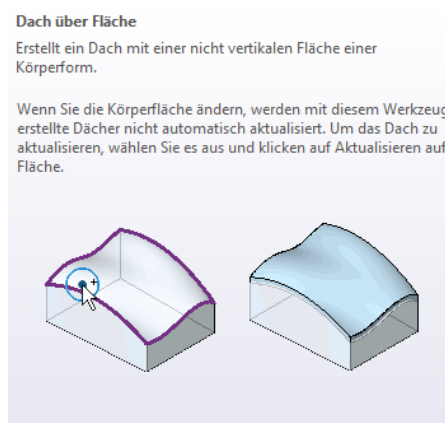 Dach über Fläche
Erstellt ein Dach mit einer nicht vertikalen Fläche einer
Körperform.
Wenn Sie die Körperfläche ändern, werden mit diesem Werkzeug
erstellte Dächer nicht automatisch aktualisiert. Um das Dach zu
aktualisieren, wählen Sie es aus und klicken auf Aktualisieren auf
Fläche.